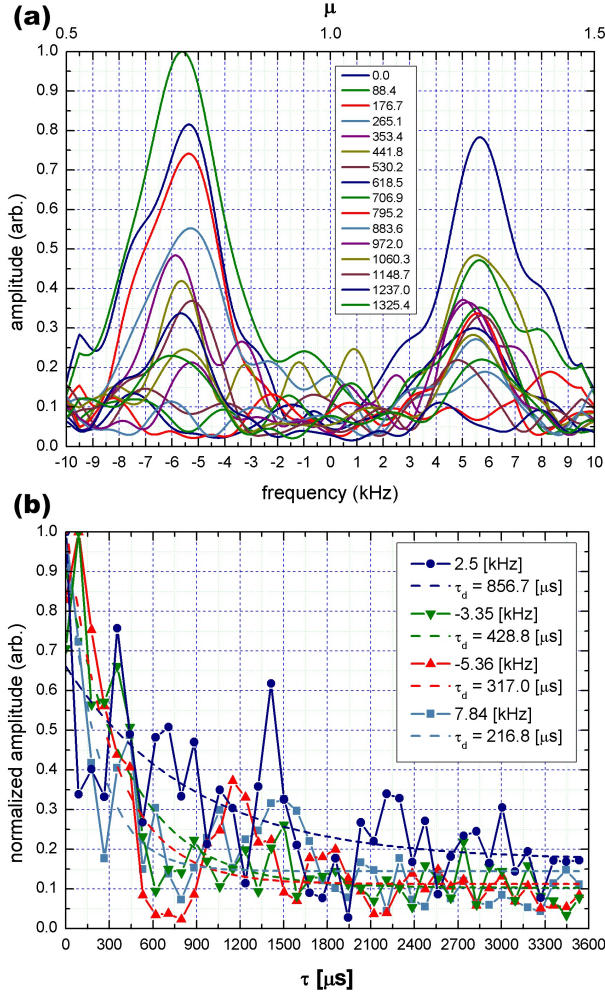 (a)
μ
0.5 1.0 1.5
1.0
0.9
0.8
0.7
0.6
0.5
0.4
0.3
0.2
0.1
0.0
amplitude (arb.)
0.0
88.4
176.7
265.1
353.4
441.8
530.2
618.5
706.9
795.2
883.6
972.0
1060.3
1148.7
1237.0
1325.4
-10 -9 -8 -7 -6 -5 -4 -3 -2 -1 0 1 2 3 4 5 6 7 8 9 10
frequency (kHz)
(b)
1.0
0.9
0.8
0.7
0.6
0.5
0.4
0.3
0.2
0.1
0.0
normalized amplitude (arb.)
2.5 [kHz]
τd = 856.7 [μs]
-3.35 [kHz]
τd = 428.8 [μs]
-5.36 [kHz]
τd = 317.0 [μs]
7.84 [kHz]
τd = 216.8 [μs]
0 300 600 900 1200 1500 1800 2100 2400 2700 3000 3300 3600
τ [μs]